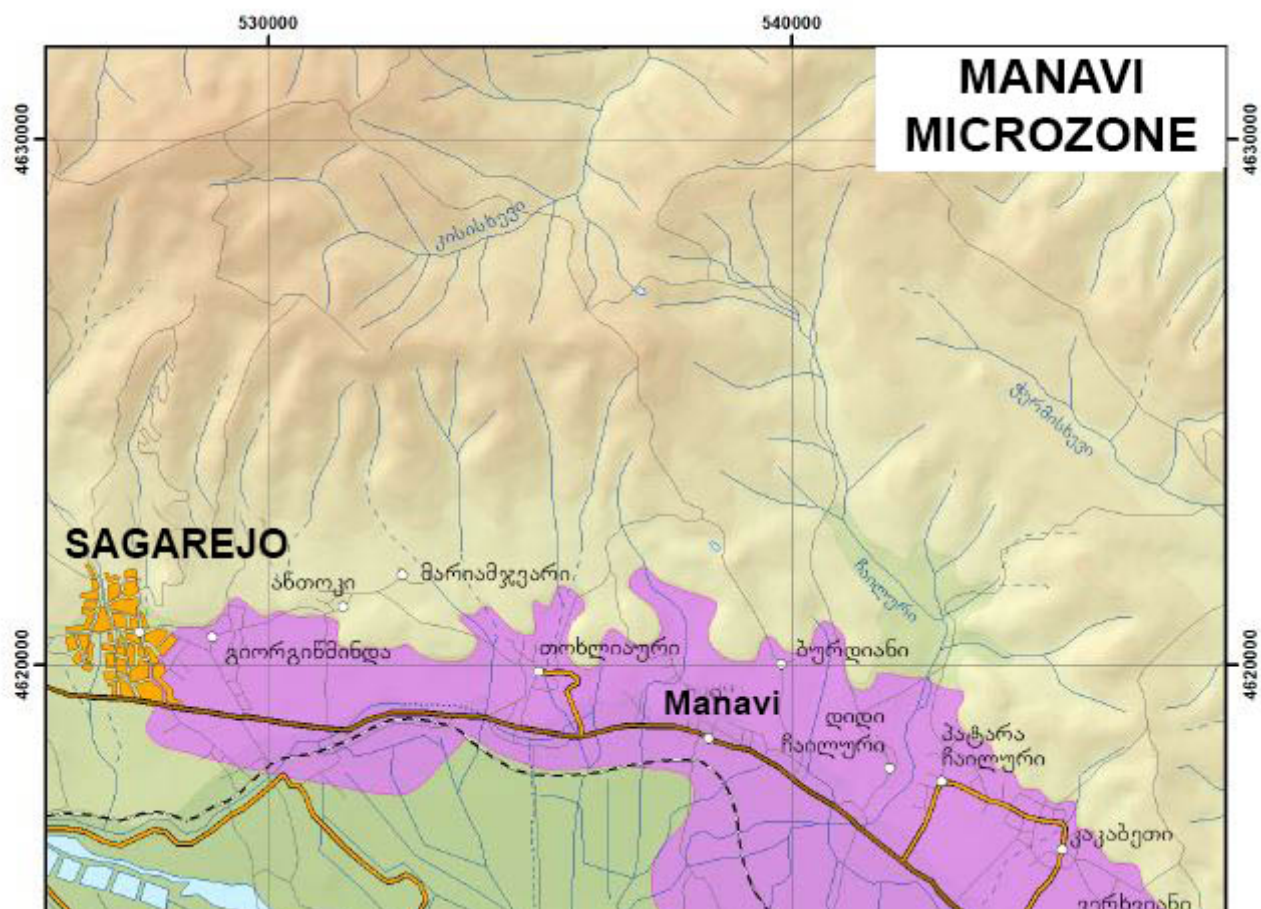 530000
540000
MANAVI
MICROZONE
4630000
4630000
კისისხევი
ჭერმისხევი
SAGAREJO
ანთოკი
მარიამჯვარი
ჩაილური
გიორგიწმინდა
თოხლიაური
ბურდიანი
4620000
4620000
Manavi
დიდი
ჩაილური
პატარა
ჩაილური
კაკაბეთი
ვერხვიანი